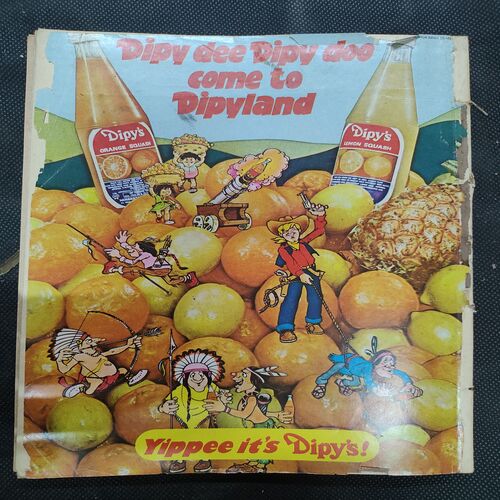 Dipy dee Dipy doo
come to
Dipyland
Dipy's
ORANGE SQUASH
Dipy's
LEMON SQUASH
Yippee it's Dipy's!